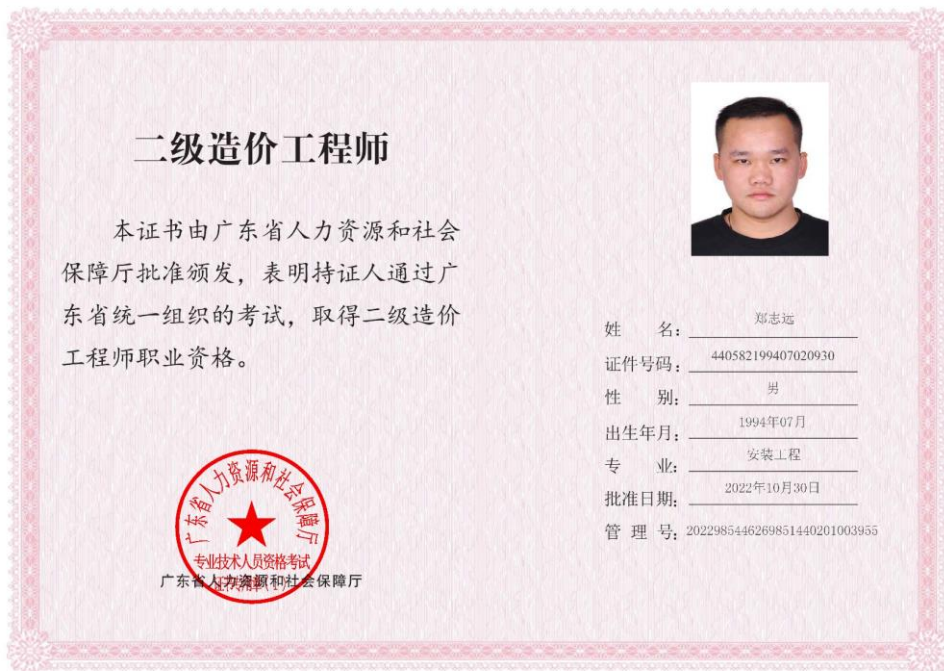 二级造价工程师
本证书由广东省人力资源和社会
保障厅批准颁发，表明持证人通过广
东省统一组织的考试，取得二级造价
工程师职业资格。
广东省人力资源和社会保障厅
专业技术人员资格考试
广东省人力资源和社会保障厅
姓 名：郑志远
证件号码：440582199407020930
性 别：男
出生年月：1994年07月
专 业：安装工程
批准日期：2022年10月30日
管 理 号：2022985446269851440201003955